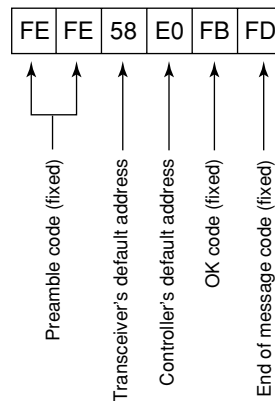 FE FE 58 E0 FB FD
Preamble code (fixed)
Transceiver's default address
Controller's default address
OK code (fixed)
End of message code (fixed)